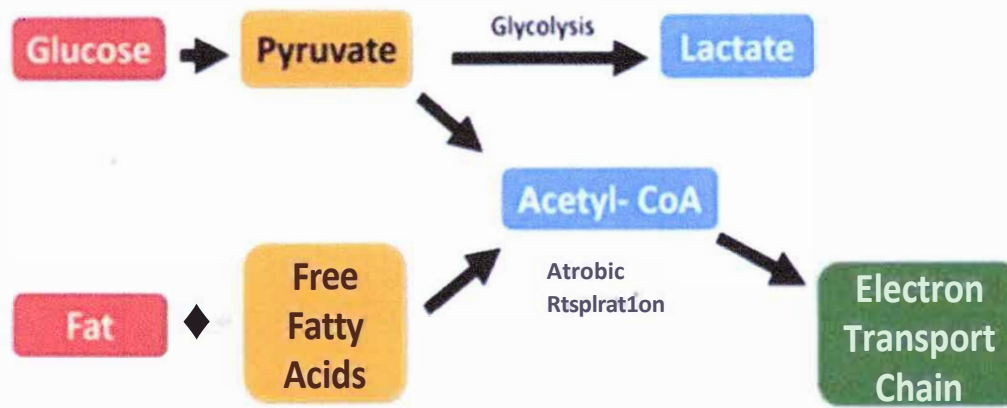 Glucose
Pyruvate
Glycolysis
Lactate
Acetyl- CoA
Fat
Free
Fatty
Acids
Atrobic
Rtsplrat1on
Electron
Transport
Chain